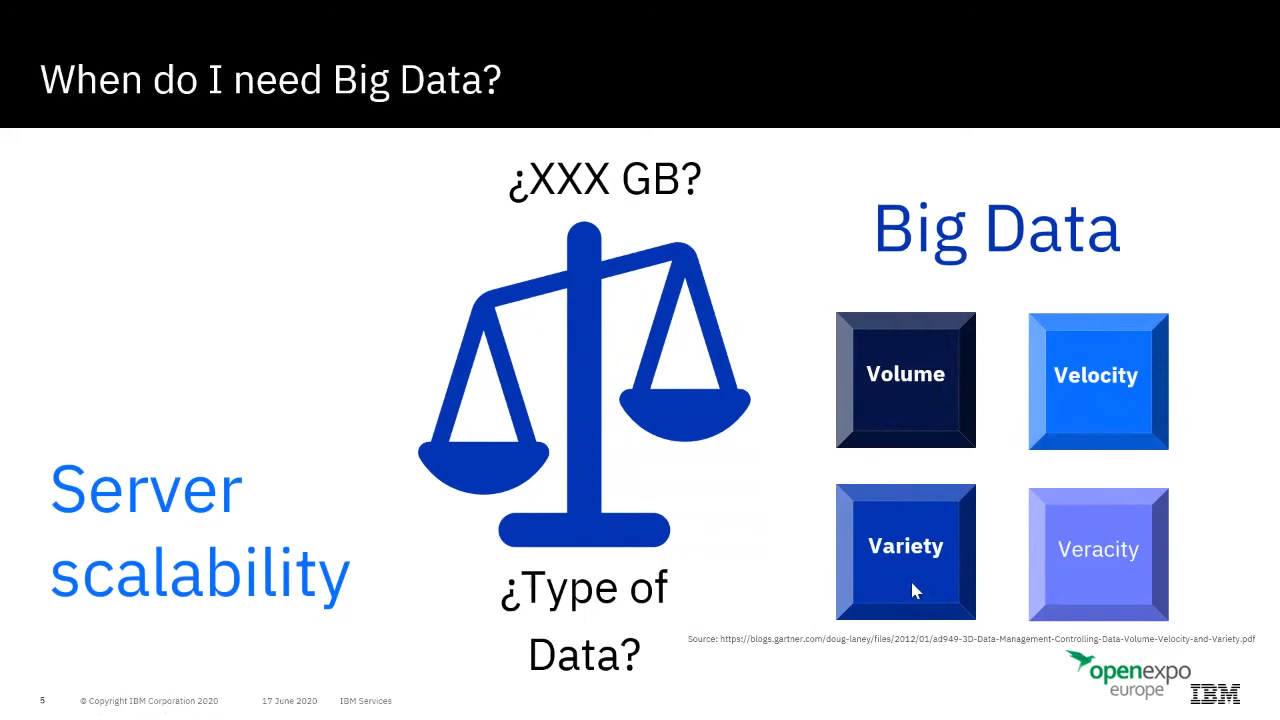 When do I need Big Data?
¿XXX GB?
Big Data
Volume
Velocity
Server
scalability
Variety
Veracity
¿Type of
Data?
Source: https://blogs.gartner.com/doug-laney/files/2012/01/ad949-3D-Data-Management-Controlling-Data-Volume-Velocity-and-Variety.pdf
openexpo
europe
5
© Copyright IBM Corporation 2020
17 June 2020
IBM Services
IBM